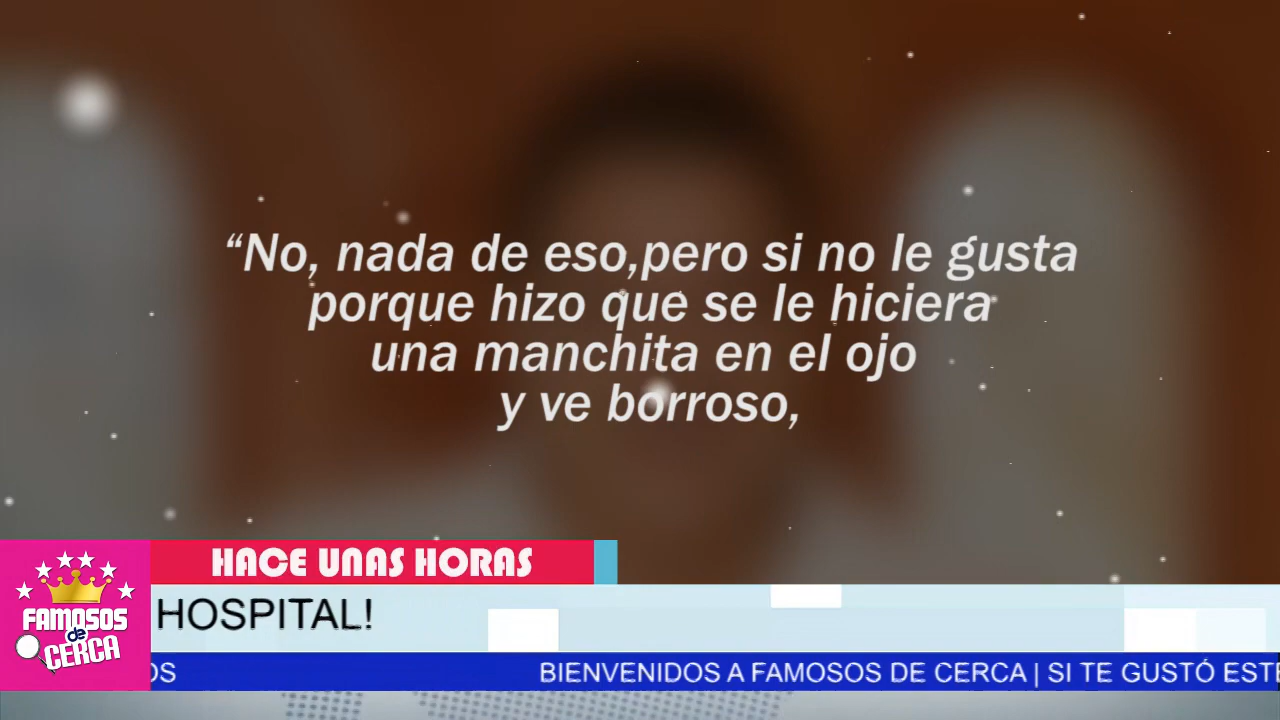 “No, nada de eso,pero si no le gusta
porque hizo que se le hiciera
una manchita en el ojo
y ve borroso,
HACE UNAS HORAS
HOSPITAL!
FAMOSOS
de
CERCA
OS
BIENVENIDOS A FAMOSOS DE CERCA | SI TE GUSTÓ ESTE